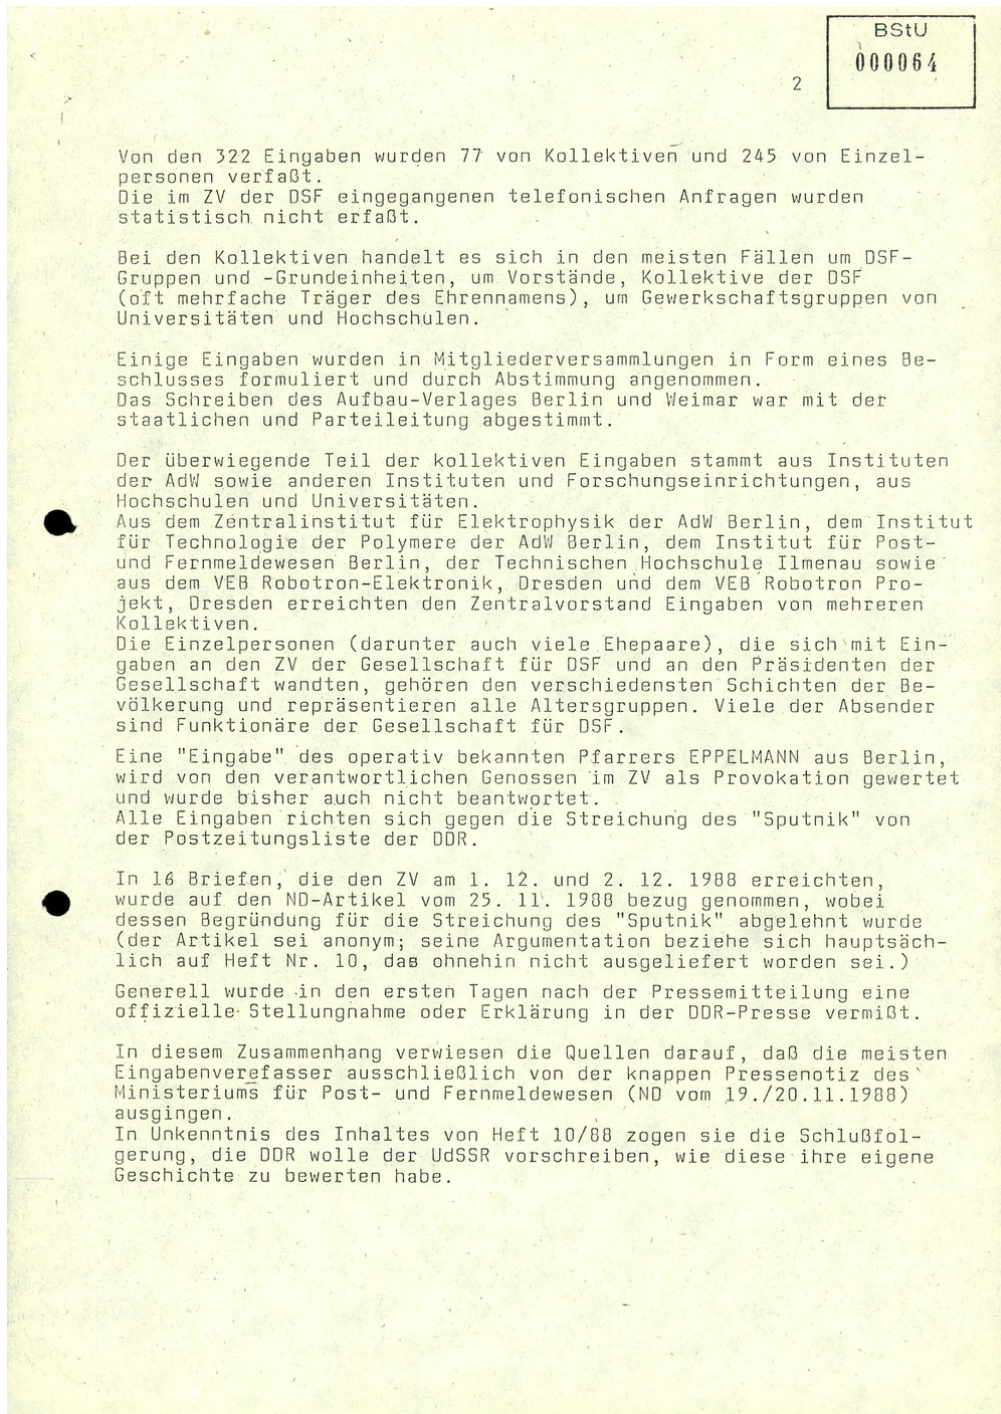 BStU
000064
2
Von den 322 Eingaben wurden 77 von Kollektiven und 245 von Einzel-
personen verfaßt.
Die im ZV der DSF eingegangenen telefonischen Anfragen wurden
statistisch nicht erfaßt.
Bei den Kollektiven handelt es sich in den meisten Fällen um DSF-
Gruppen und -Grundeinheiten, um Vorstände, Kollektive der DSF
(oft mehrfache Träger des Ehrennamens), um Gewerkschaftsgruppen von
Universitäten und Hochschulen.
Einige Eingaben wurden in Mitgliederversammlungen in Form eines Be-
schlusses formuliert und durch Abstimmung angenommen.
Das Schreiben des Aufbau-Verlages Berlin und Weimar war mit der
staatlichen und Parteileitung abgestimmt.
Der überwiegende Teil der kollektiven Eingaben stammt aus Instituten
der AdW sowie anderen Instituten und Forschungseinrichtungen, aus
Hochschulen und Universitäten.
Aus dem Zentralinstitut für Elektrophysik der AdW Berlin, dem Institut
für Technologie der Polymere der AdW Berlin, dem Institut für Post-
und Fernmeldewesen Berlin, der Technischen Hochschule Ilmenau sowie
aus dem VEB Robotron-Elektronik, Dresden und dem VEB Robotron Pro-
jekt, Dresden erreichten den Zentralvorstand Eingaben von mehreren
Kollektiven.
Die Einzelpersonen (darunter auch viele Ehepaare), die sich mit Ein-
gaben an den ZV der Gesellschaft für DSF und an den Präsidenten der
Gesellschaft wandten, gehören den verschiedensten Schichten der Be-
völkerung und repräsentieren alle Altersgruppen. Viele der Absender
sind Funktionäre der Gesellschaft für DSF.
Eine "Eingabe" des operativ bekannten Pfarrers EPPELMANN aus Berlin,
wird von den verantwortlichen Genossen im ZV als Provokation gewertet
und wurde bisher auch nicht beantwortet.
Alle Eingaben richten sich gegen die Streichung des "Sputnik" von
der Postzeitungsliste der DDR.
In 16 Briefen, die den ZV am 1. 12. und 2. 12. 1988 erreichten,
wurde auf den ND-Artikel vom 25. 11. 1988 bezug genommen, wobei
dessen Begründung für die Streichung des "Sputnik" abgelehnt wurde
(der Artikel sei anonym; seine Argumentation beziehe sich hauptsäch-
lich auf Heft Nr. 10, das ohnehin nicht ausgeliefert worden sei.)
Generell wurde in den ersten Tagen nach der Pressemitteilung eine
offizielle Stellungnahme oder Erklärung in der DDR-Presse vermißt.
In diesem Zusammenhang verwiesen die Quellen darauf, daß die meisten
Eingabenverefasser ausschließlich von der knappen Pressenotiz des
Ministeriums für Post- und Fernmeldewesen (ND vom 19./20.11.1988)
ausgingen.
In Unkenntnis des Inhaltes von Heft 10/88 zogen sie die Schlußfol-
gerung, die DDR wolle der UdSSR vorschreiben, wie diese ihre eigene
Geschichte zu bewerten habe.